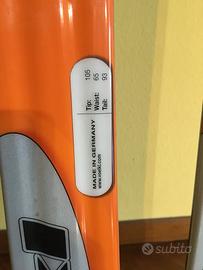 Tip: 105
Waist: 65
Tail: 93
MADE IN GERMANY
www.voelkl.com
subito